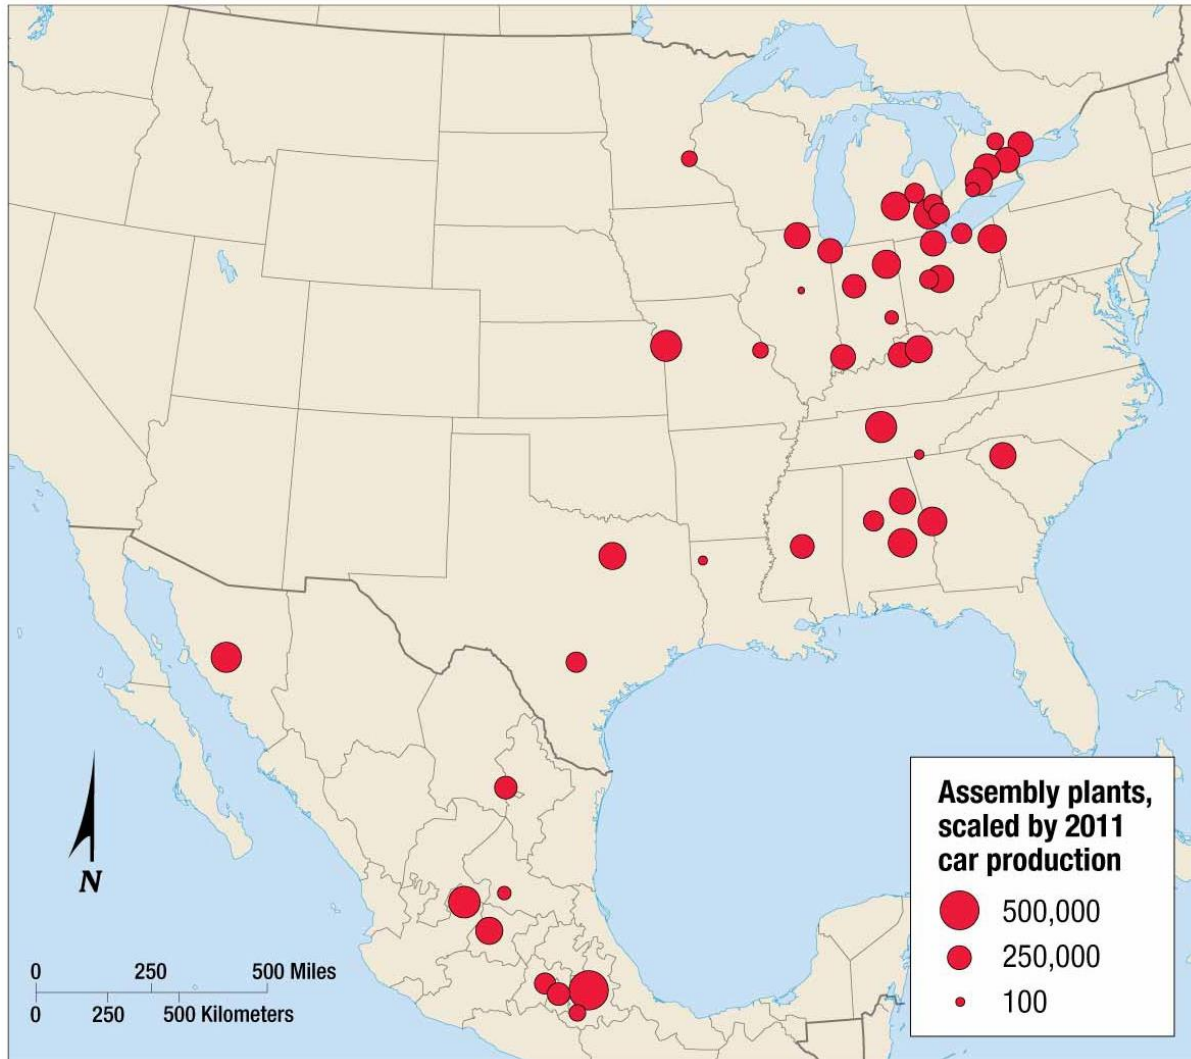 Assembly plants,
scaled by 2011
car production
500,000
250,000
100
N
0 250 500 Miles
0 250 500 Kilometers